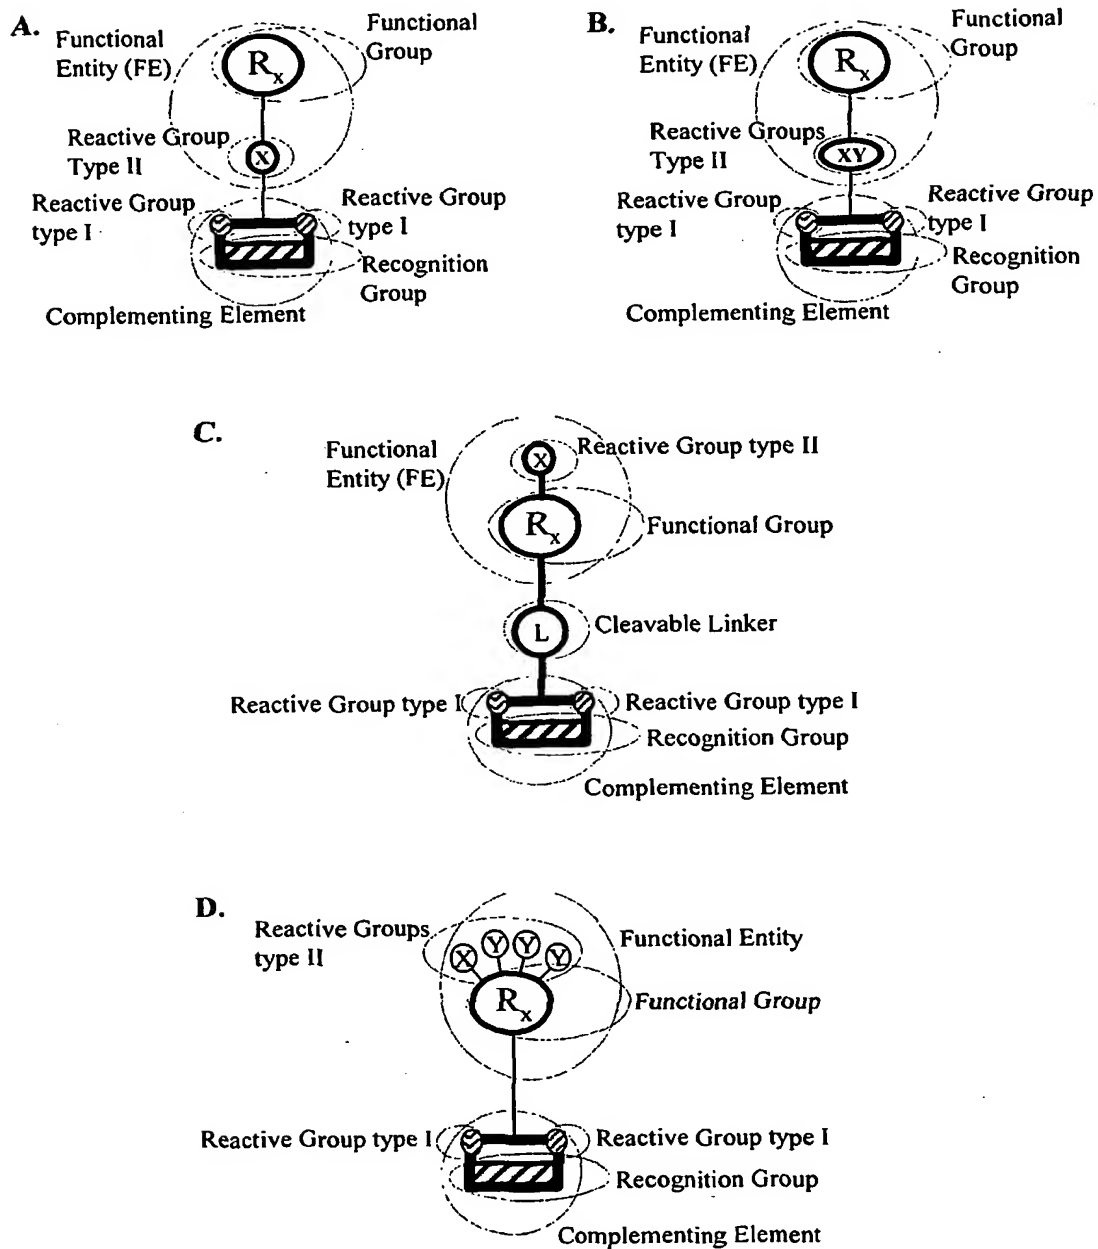 A.
Functional
Entity (FE)
Functional
Group
R_x
Reactive Group
Type II
X
Reactive Group
type I
Reactive Group
type I
Recognition
Group
Complementing Element
B.
Functional
Entity (FE)
Functional
Group
R_x
Reactive Groups
Type II
XY
Reactive Group
type I
Reactive Group
type I
Recognition
Group
Complementing Element
C.
Functional
Entity (FE)
X
Reactive Group type II
R_x
Functional Group
L
Cleavable Linker
Reactive Group type I
Reactive Group type I
Recognition Group
Complementing Element
D.
Reactive Groups
type II
X Y Y Y
Functional Entity
R_x
Functional Group
Reactive Group type I
Reactive Group type I
Recognition Group
Complementing Element